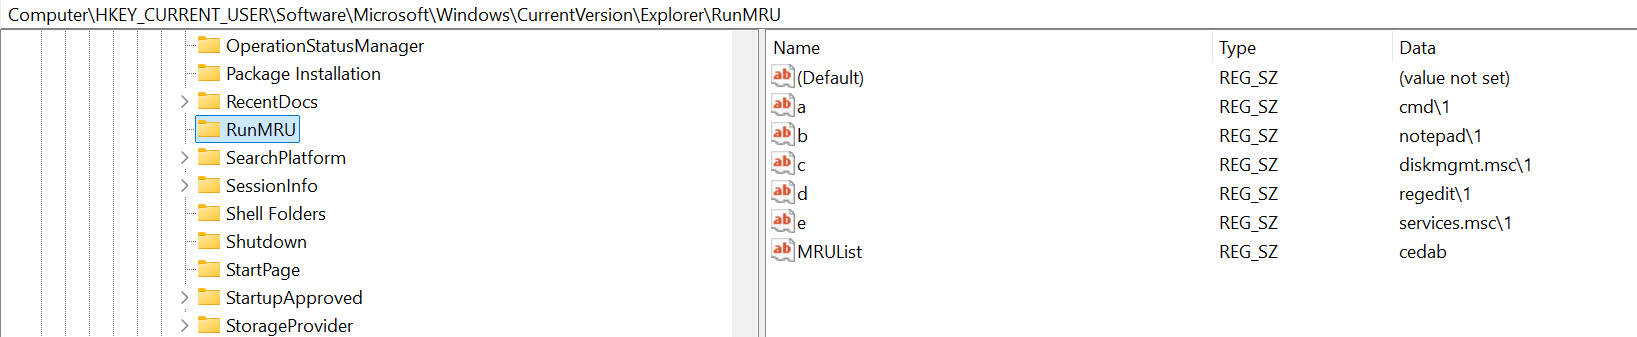 Computer\HKEY_CURRENT_USER\Software\Microsoft\Windows\CurrentVersion\Explorer\RunMRU
OperationStatusManager
Package Installation
RecentDocs
RunMRU
SearchPlatform
SessionInfo
Shell Folders
Shutdown
StartPage
StartupApproved
StorageProvider
Name Type Data
ab (Default) REG_SZ (value not set)
ab a REG_SZ cmd\1
ab b REG_SZ notepad\1
ab c REG_SZ diskmgmt.msc\1
ab d REG_SZ regedit\1
ab e REG_SZ services.msc\1
ab MRUList REG_SZ cedab